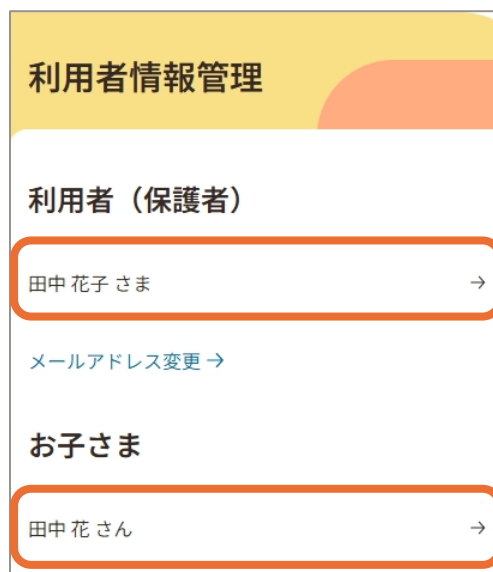 利用者情報管理
利用者（保護者）
田中 花子 さま →
メールアドレス変更 →
お子さま
田中 花 さん →